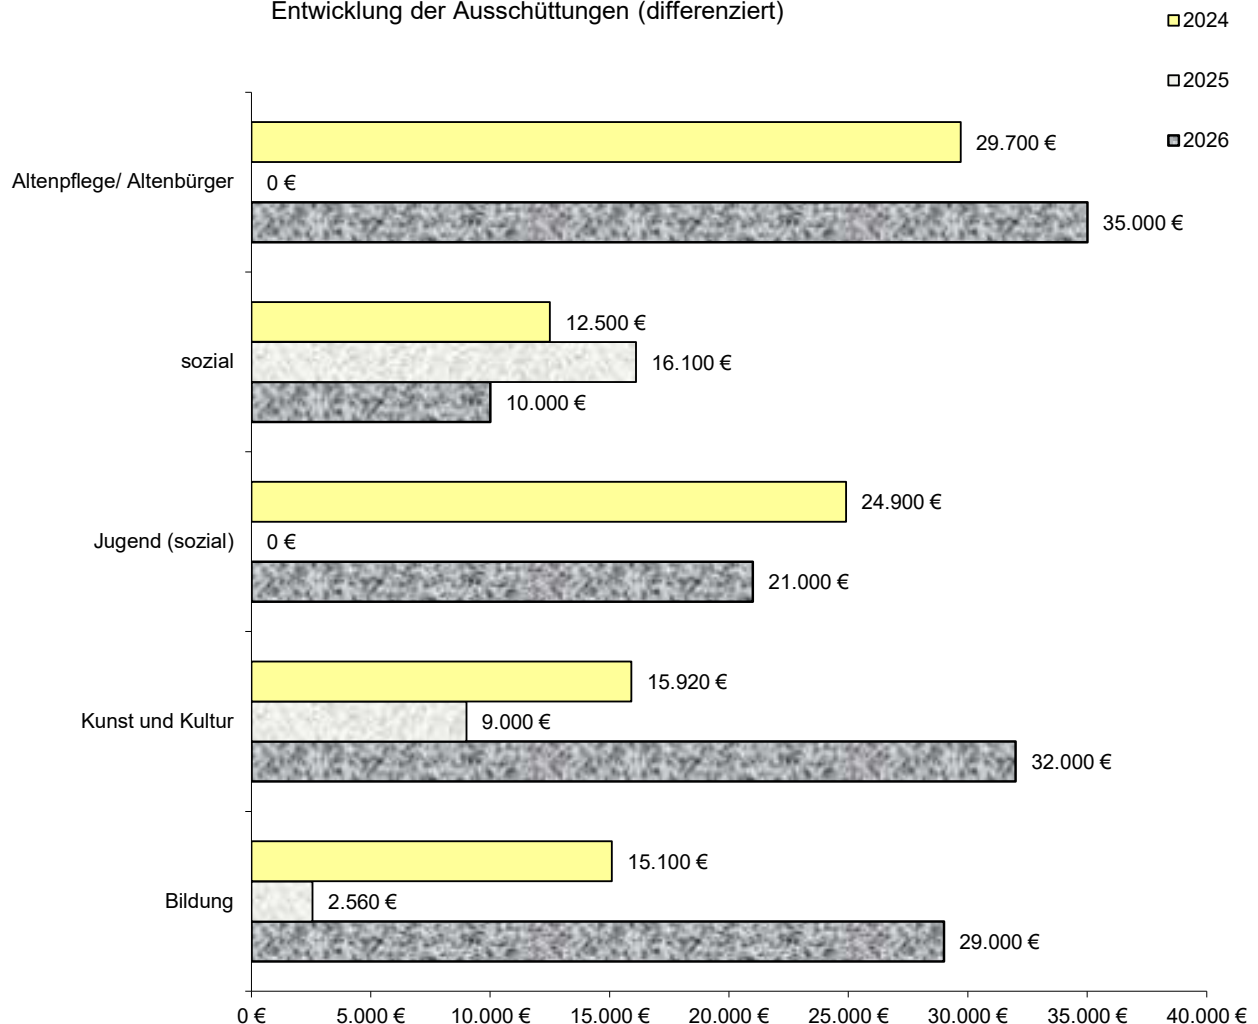 Entwicklung der Ausschüttungen (differenziert)
2024
2025
2026
29.700 €
Altenpflege/ Altenbürger
0 €
35.000 €
12.500 €
sozial
16.100 €
10.000 €
24.900 €
Jugend (sozial)
0 €
21.000 €
15.920 €
Kunst und Kultur
9.000 €
32.000 €
15.100 €
Bildung
2.560 €
29.000 €
0 € 5.000 € 10.000 € 15.000 € 20.000 € 25.000 € 30.000 € 35.000 € 40.000 €